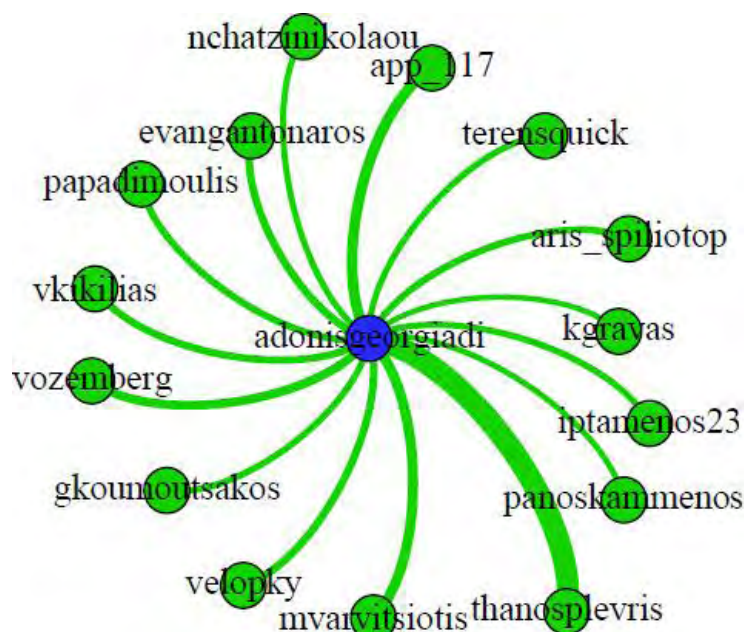 nchatzinikolaou
app_117
evangantonaros
terensquick
papadimoulis
aris_spiliotop
vkikilias
kgravas
adonisgeorgiadi
vozemberg
iptamenos23
gkoumoutsakos
panoskammenos
velopky
mvarvitsiotis
thanosplevris